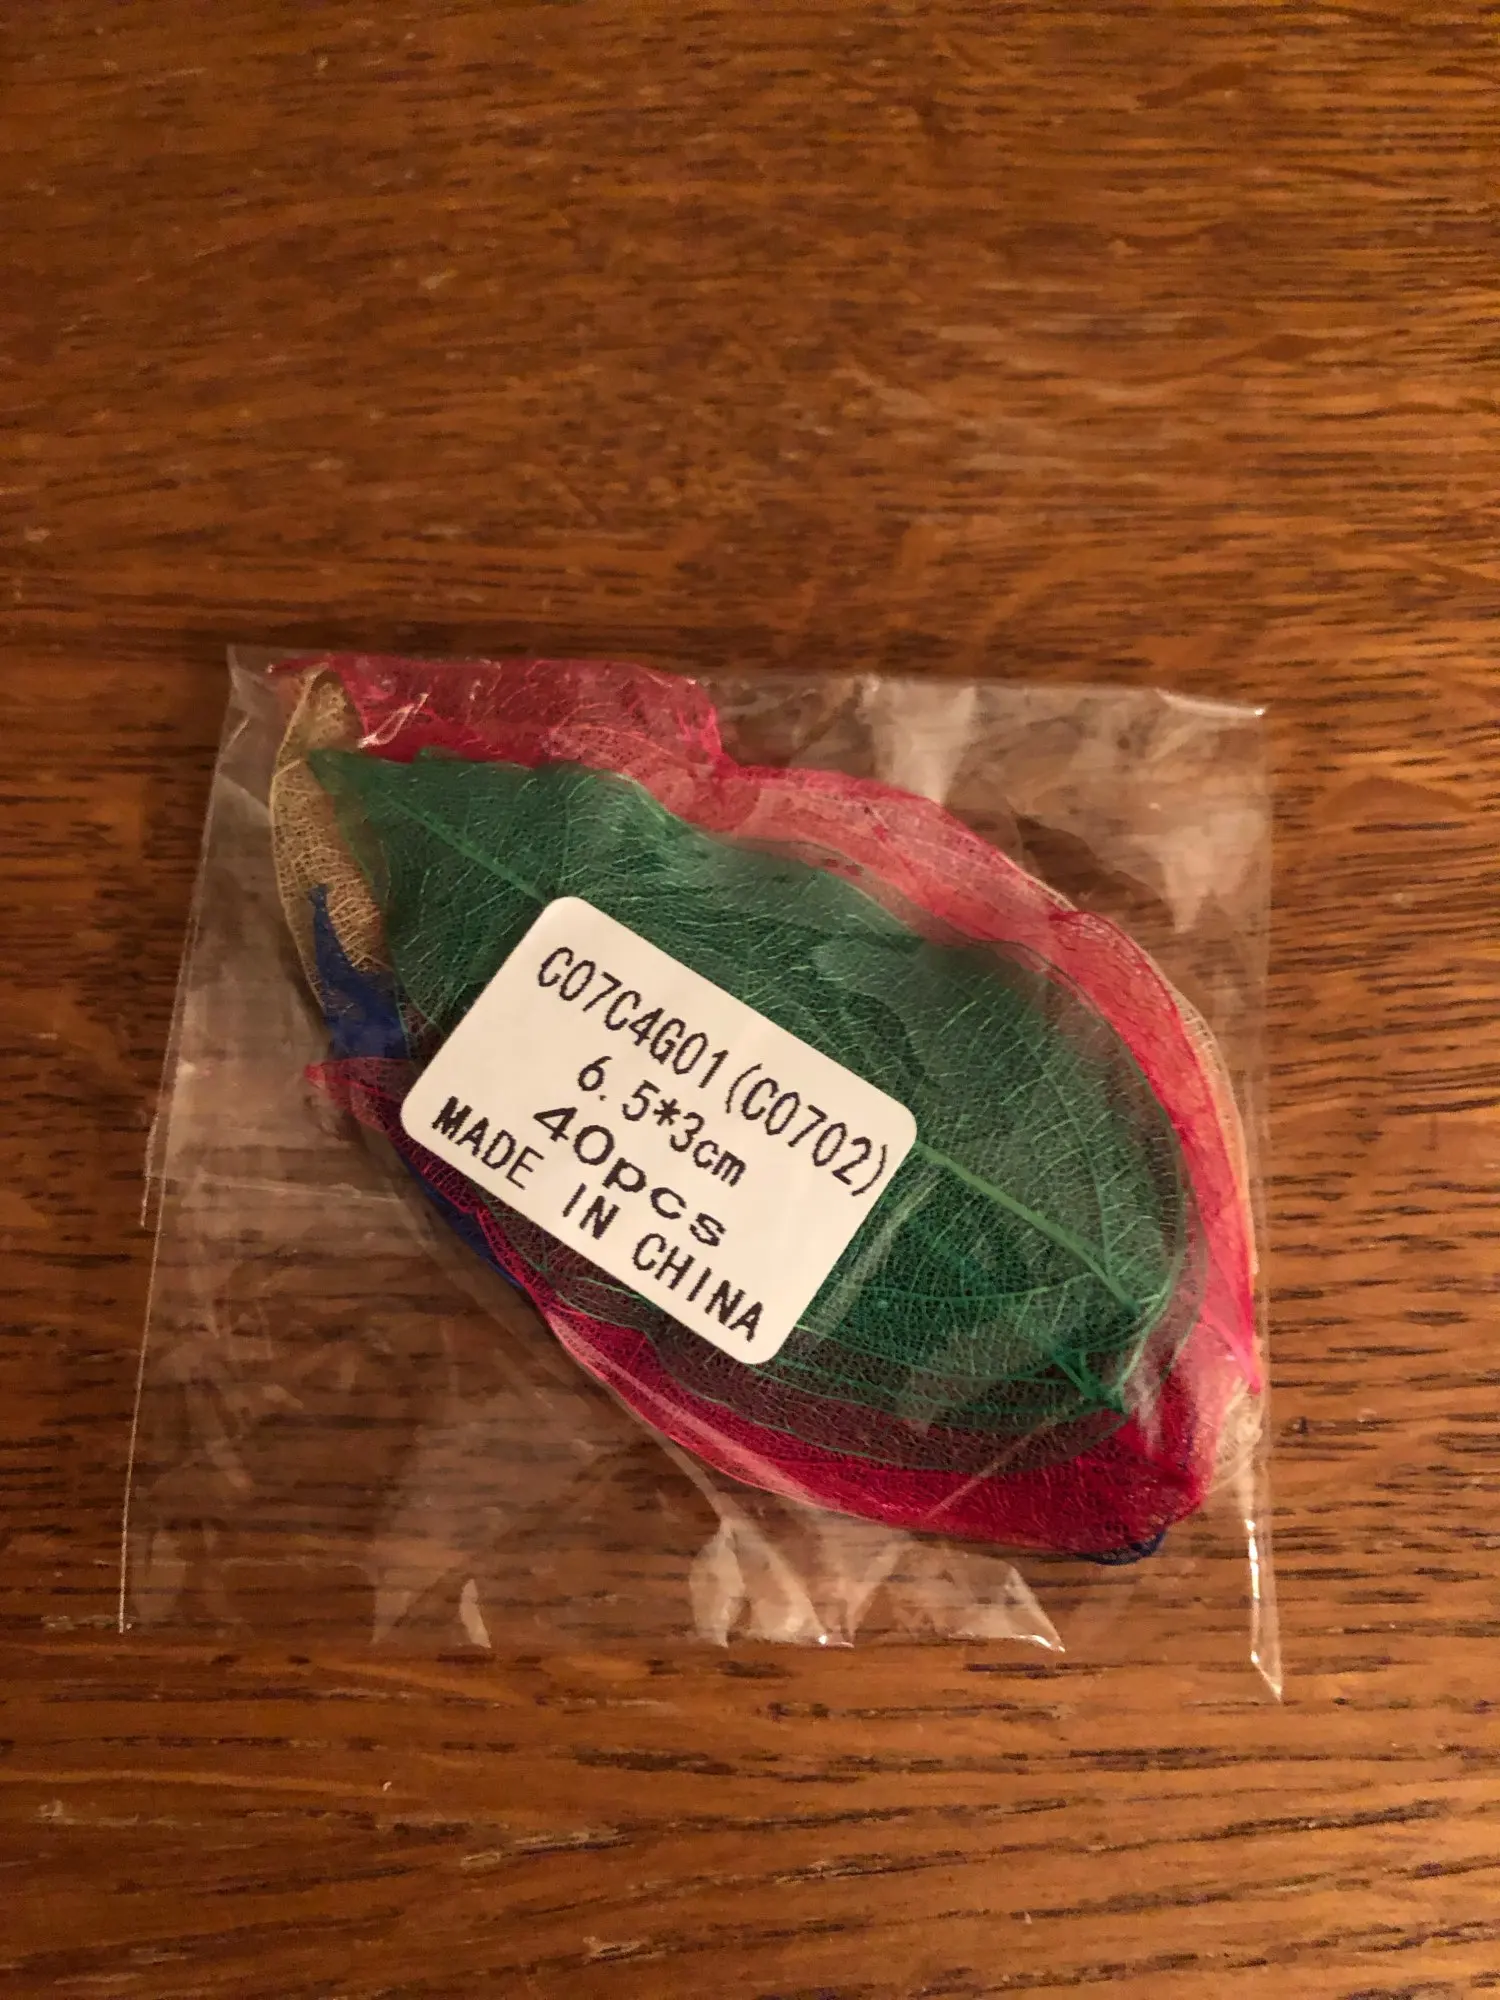 C07C4G01(C0702)
6.5*3cm
40pcs
MADE IN CHINA